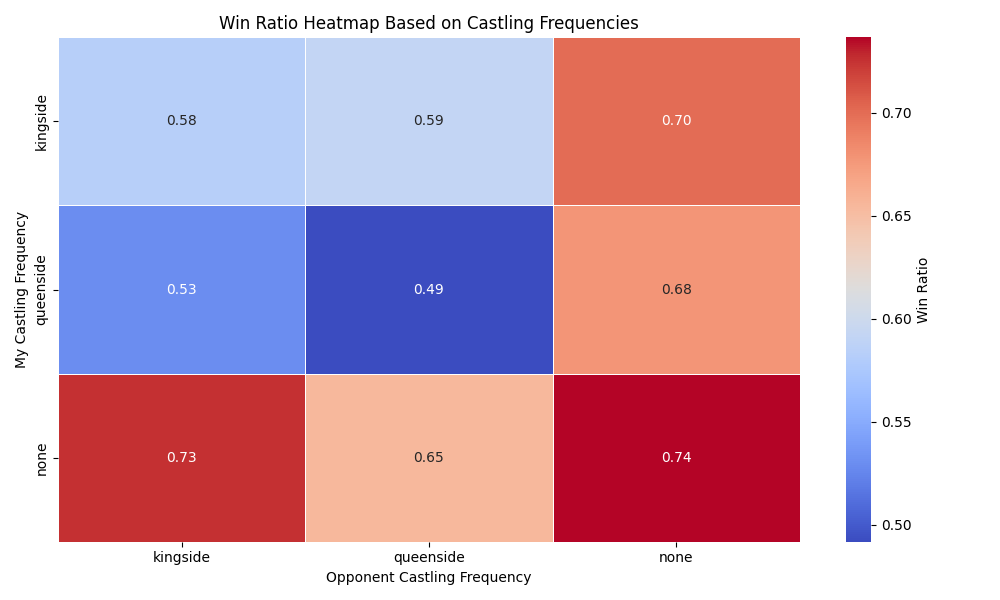 Win Ratio Heatmap Based on Castling Frequencies
My Castling Frequency
kingside
0.58
0.59
0.70
queenside
0.53
0.49
0.68
none
0.73
0.65
0.74
kingside
queenside
none
Opponent Castling Frequency
0.70
0.65
0.60
0.55
0.50
Win Ratio